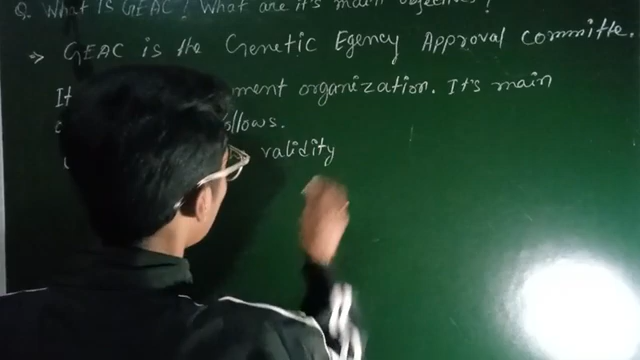 Q. What is GEAC? What are it's main objectives?
→ GEAC is the Genetic Egency Approval Committe.
It ment organization. It's main
ollows.
validity